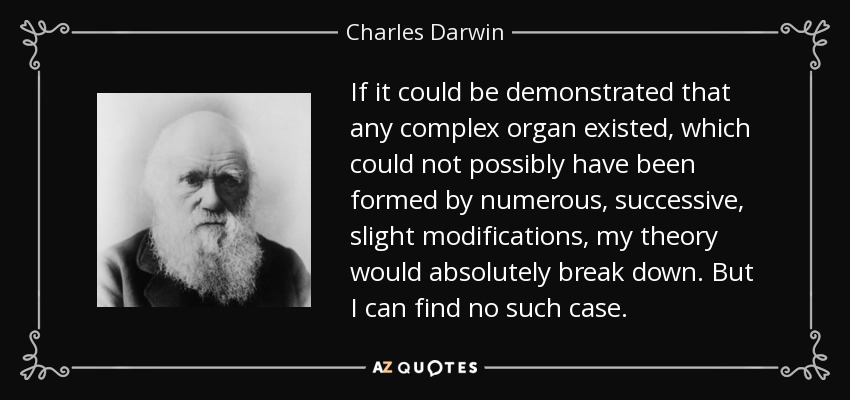 Charles Darwin
If it could be demonstrated that
any complex organ existed, which
could not possibly have been
formed by numerous, successive,
slight modifications, my theory
would absolutely break down. But
I can find no such case.
AZ QUOTES